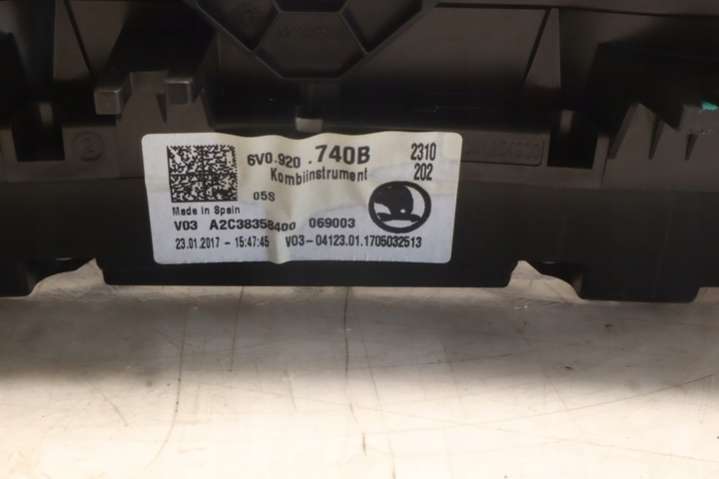 6V0.920 .740B 2310
Kombiinstrument 202
05S
Made in Spain
V03 A2C38358400 069003
23.01.2017 - 15:47:45 V03-04123.01.1705032513